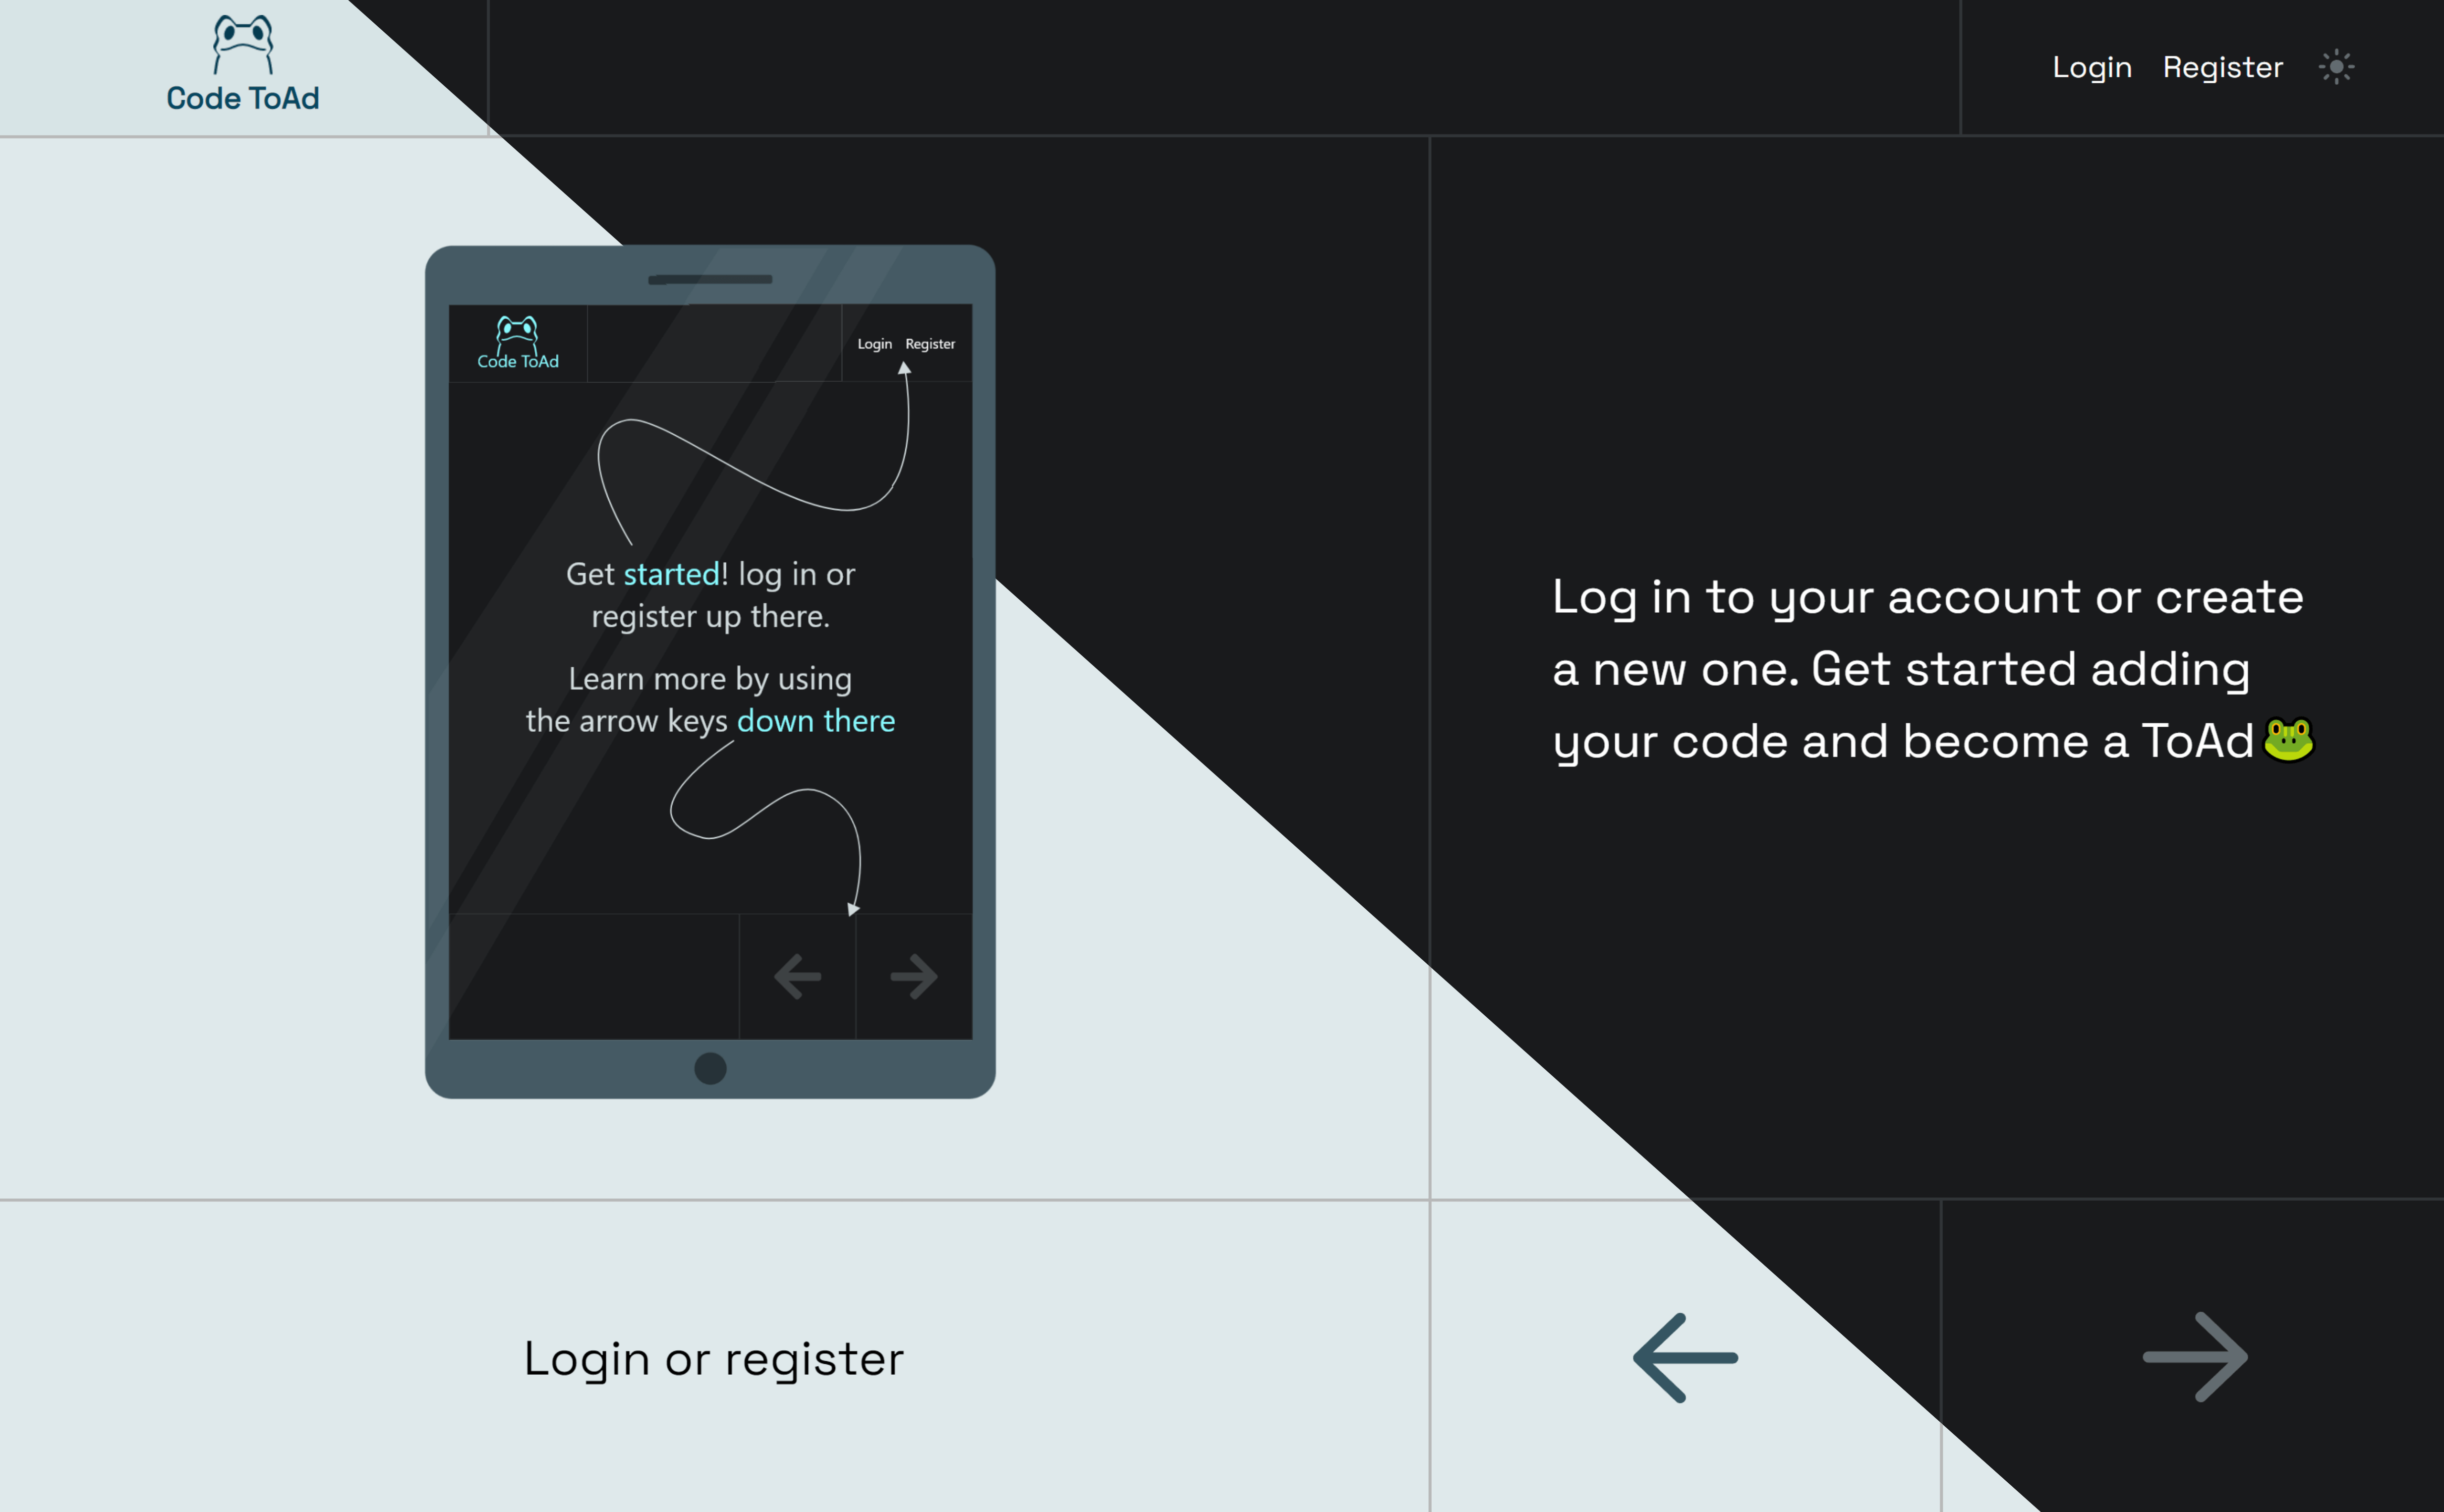 Code ToAd
Login Register
Code ToAd
Login Register
Get started! log in or
register up there.
Learn more by using
the arrow keys down there
Log in to your account or create
a new one. Get started adding
your code and become a ToAd🐸
Login or register